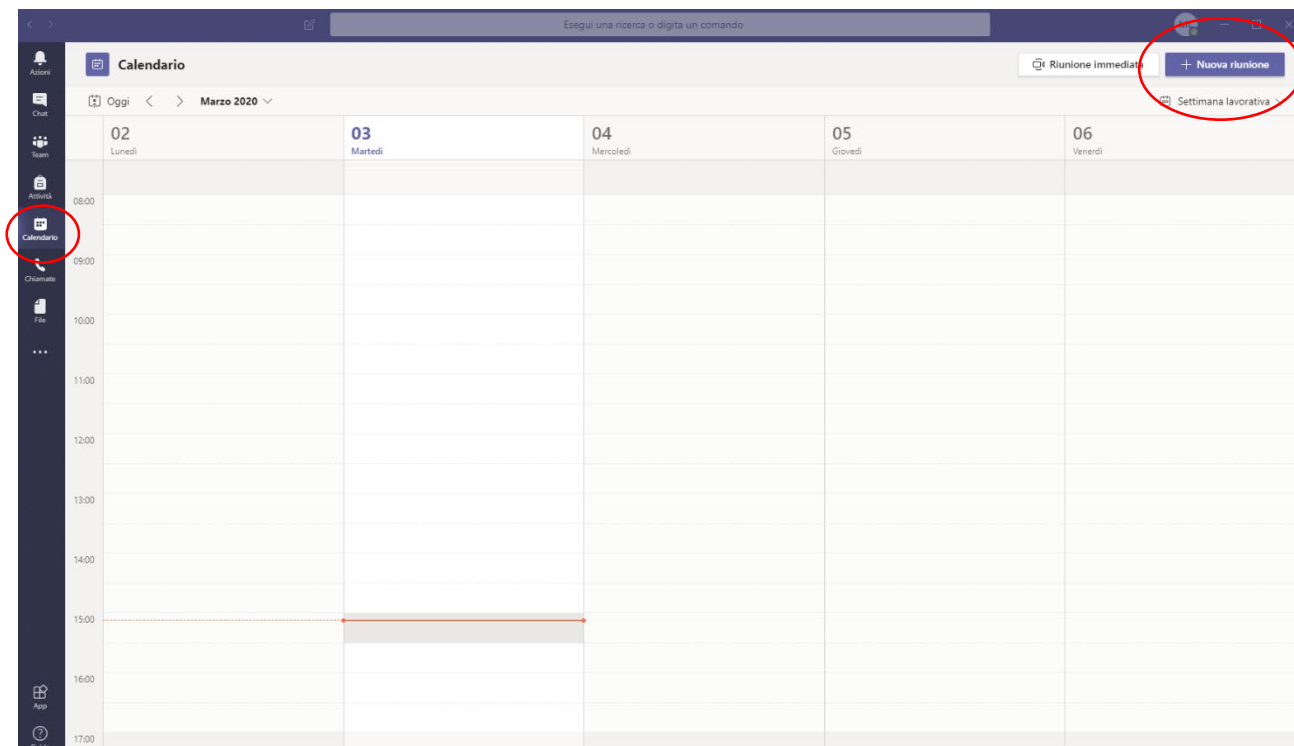 Esegui una ricerca o digita un comando
Azioni
Calendario
Riunione immediata
+ Nuova riunione
Chat
Oggi
Marzo 2020
Settimana lavorativa
02
Lunedì
03
Martedì
04
Mercoledì
05
Giovedì
06
Venerdì
Team
Attività
Calendario
Chiamate
File
08:00
09:00
10:00
11:00
12:00
13:00
14:00
15:00
16:00
17:00
App